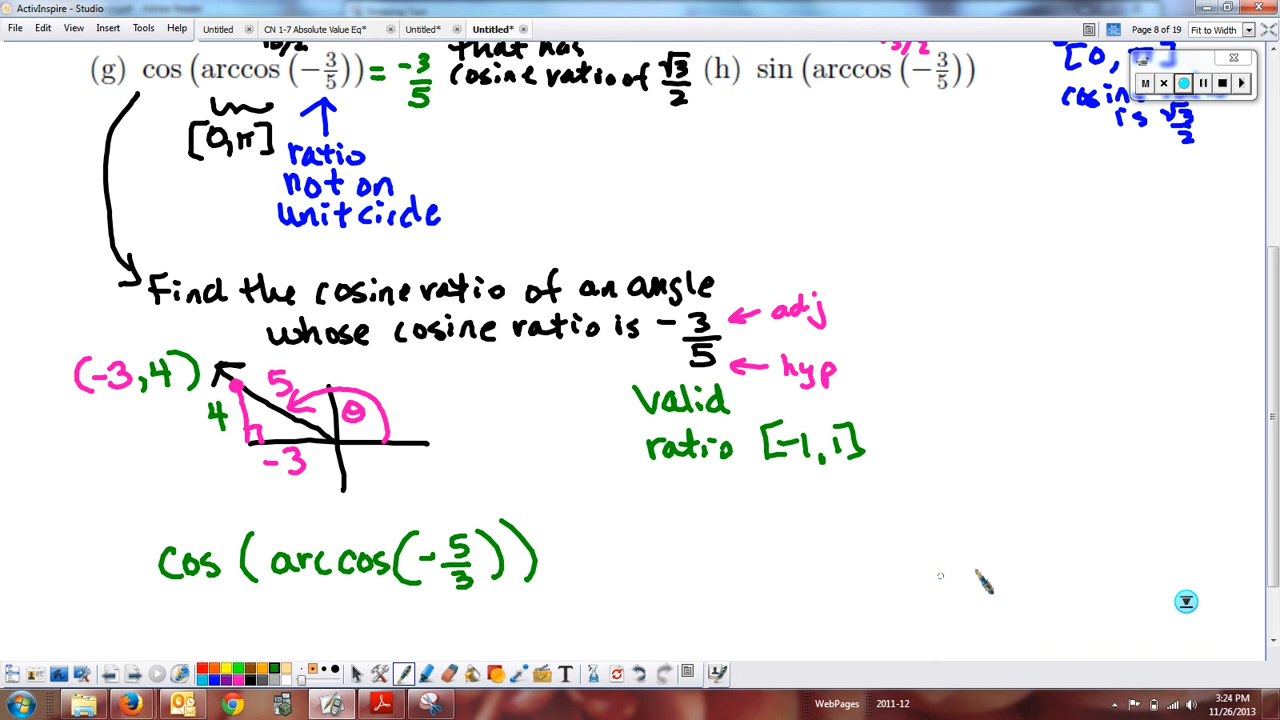 ActivInspire - Studio
File Edit View Insert Tools Help
Untitled
CN 1-7 Absolute Value Eq*
Untitled*
Untitled*
Page 8 of 19
Fit to Width
that has
[0, π]
(g) cos (arccos (−3/5)) = -3/5
cosine ratio of √3/2
(h) sin (arccos (−3/5))
is √3/2
[0, π]
ratio
not on
unit circle
Find the cosine ratio of an angle
whose cosine ratio is -3/5
← adj
← hyp
(-3, 4)
5
4
θ
-3
valid
ratio [-1, 1]
cos (arccos(-5/3))
WebPages
2011-12
3:24 PM
11/26/2013